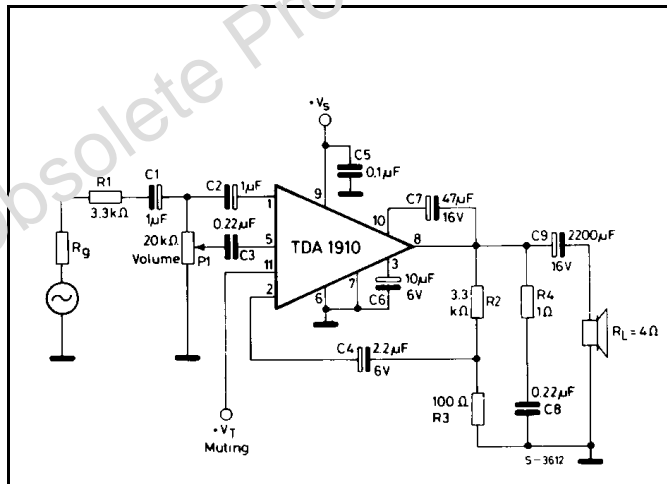 bsolete Pro
+Vs
C5
0.1µF
R1
3.3kΩ
C1
1µF
C2
1µF
9
C7
47µF
16V
1
10
Rg
20kΩ
Volume
P1
0.22µF
C3
5
11
2
TDA 1910
8
3
7
6
10µF
6V
C6
C9
2200µF
16V
3.3
kΩ
R2
R4
1Ω
RL=4Ω
C4
2.2µF
6V
100Ω
R3
0.22µF
C8
+VT
Muting
S-3612